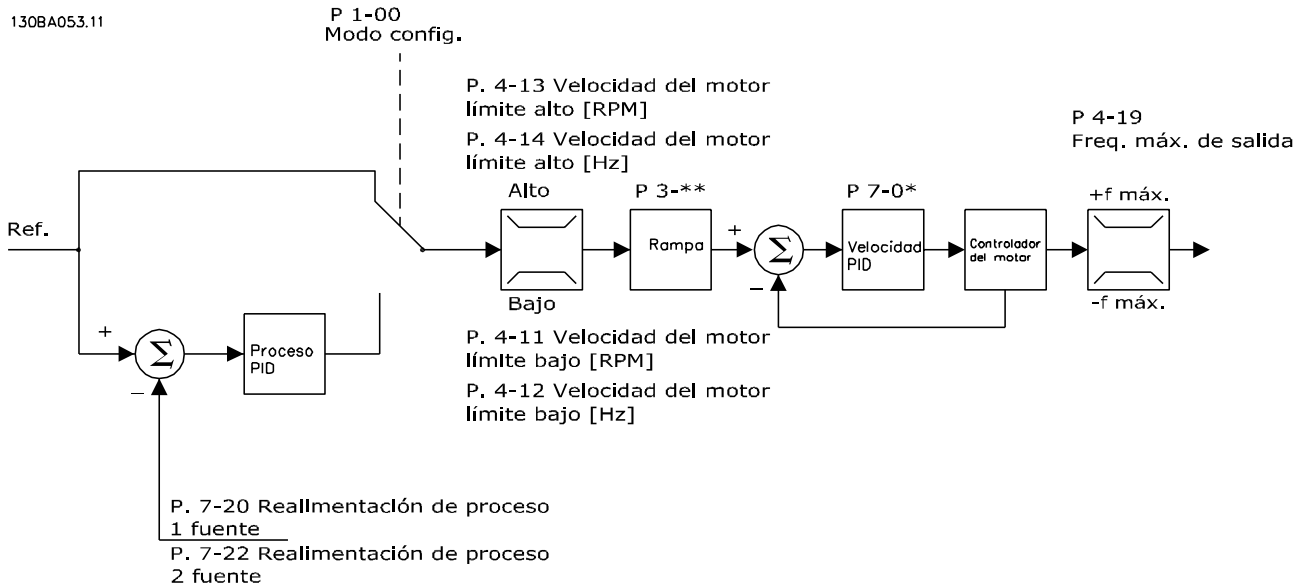 130BA053.11
P 1-00
Modo config.
P. 4-13 Velocidad del motor
límite alto [RPM]
P. 4-14 Velocidad del motor
límite alto [Hz]
P 4-19
Freq. máx. de salida
Ref.
Alto
P 3-**
P 7-0*
+f máx.
Rampa
+
Σ
−
Velocidad
PID
Controlador
del motor
Bajo
-f máx.
+
Σ
−
Proceso
PID
P. 4-11 Velocidad del motor
límite bajo [RPM]
P. 4-12 Velocidad del motor
límite bajo [Hz]
P. 7-20 Realimentación de proceso
1 fuente
P. 7-22 Realimentación de proceso
2 fuente